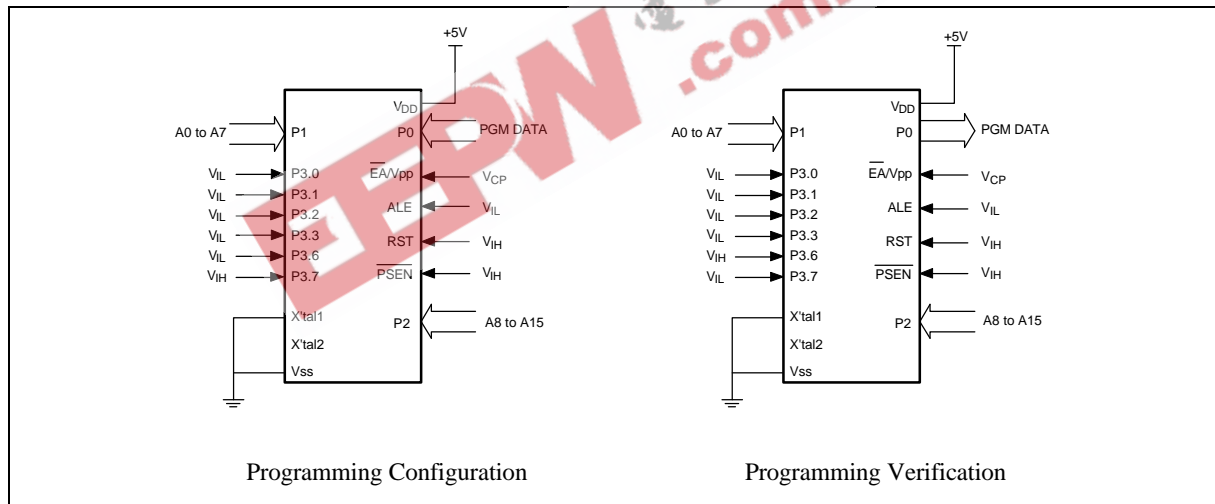 +5V
VDD
A0 to A7
P1
P0
PGM DATA
VIL
P3.0
EA/Vpp
VCP
VIL
P3.1
VIL
P3.2
ALE
VIL
VIL
P3.3
RST
VIH
VIL
P3.6
VIH
P3.7
PSEN
VIH
X'tal1
P2
A8 to A15
X'tal2
Vss
Programming Configuration
+5V
VDD
A0 to A7
P1
P0
PGM DATA
VIL
P3.0
EA/Vpp
VCP
VIL
P3.1
VIL
P3.2
ALE
VIL
VIL
P3.3
RST
VIH
VIH
P3.6
VIL
P3.7
PSEN
VIH
X'tal1
P2
A8 to A15
X'tal2
Vss
Programming Verification
EEPW
.com